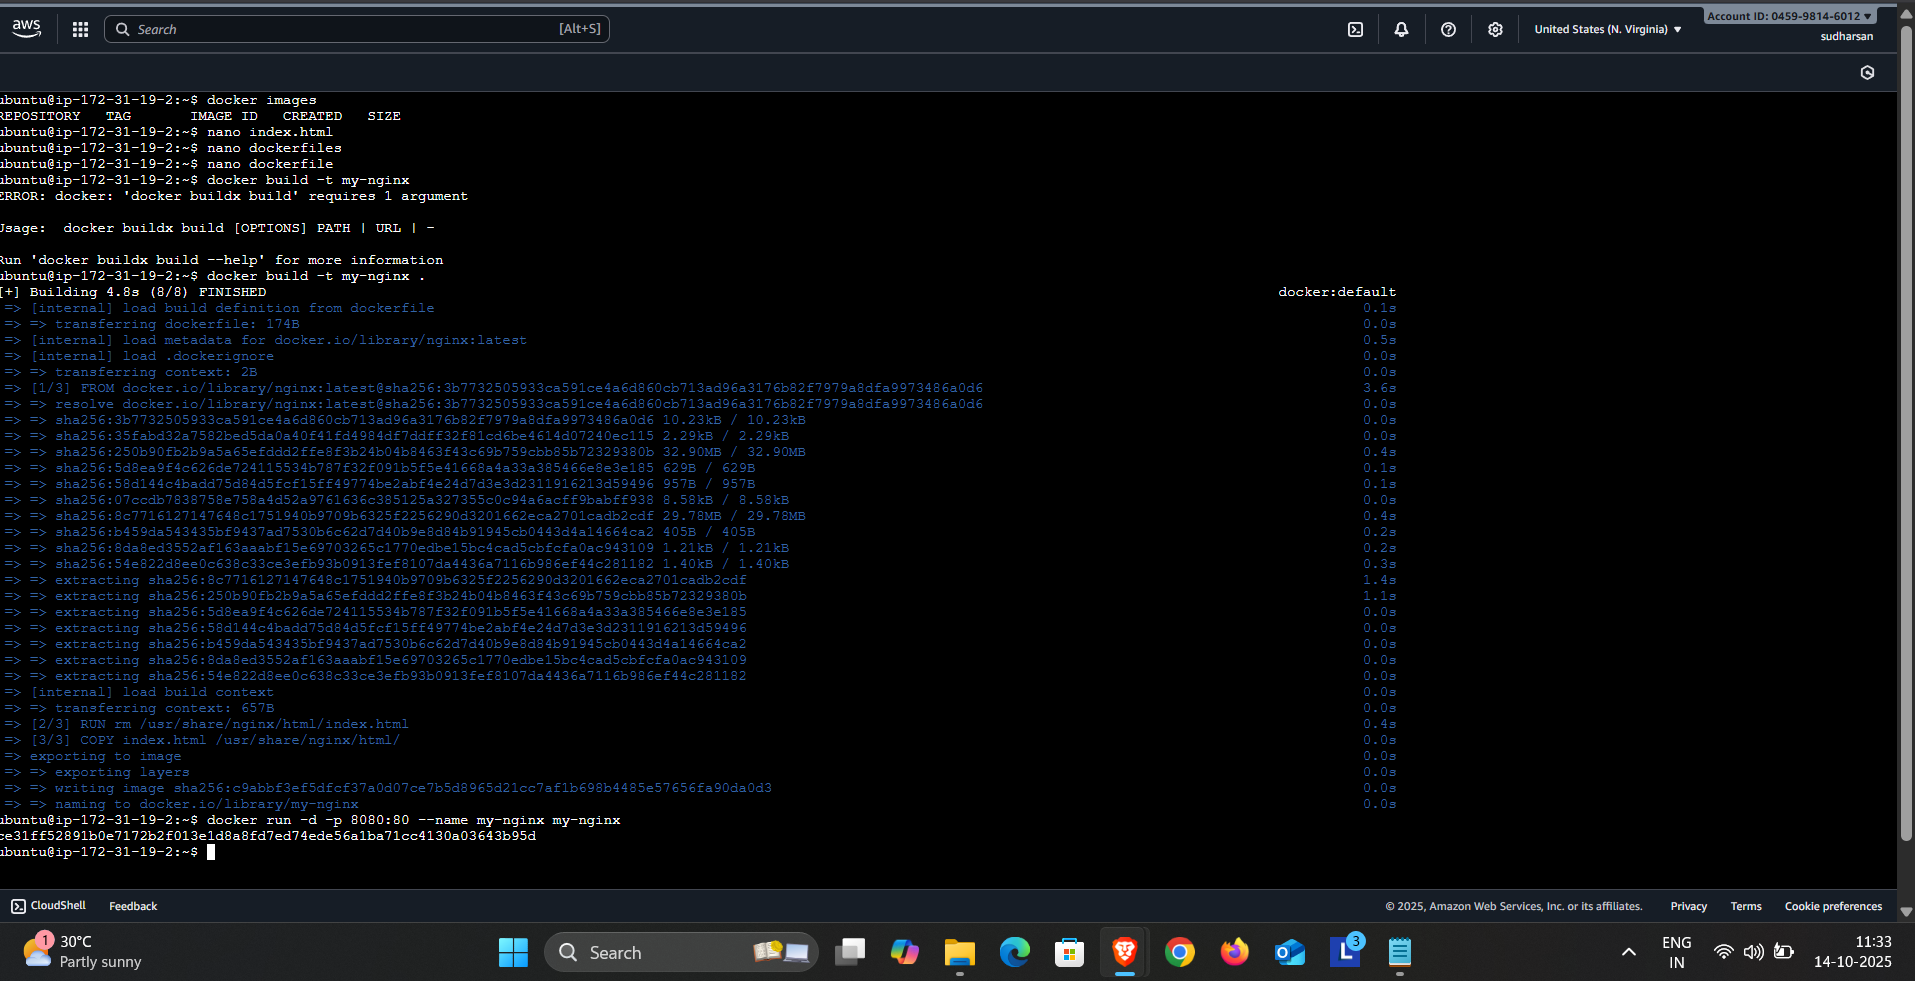 aws
Search [Alt+S]
United States (N. Virginia)
Account ID: 0459-9814-6012
sudharsan
ubuntu@ip-172-31-19-2:~$ docker images
REPOSITORY   TAG       IMAGE ID   CREATED   SIZE
ubuntu@ip-172-31-19-2:~$ nano index.html
ubuntu@ip-172-31-19-2:~$ nano dockerfiles
ubuntu@ip-172-31-19-2:~$ nano dockerfile
ubuntu@ip-172-31-19-2:~$ docker build -t my-nginx
ERROR: docker: 'docker buildx build' requires 1 argument
Usage:  docker buildx build [OPTIONS] PATH | URL | -
Run 'docker buildx build --help' for more information
ubuntu@ip-172-31-19-2:~$ docker build -t my-nginx .
[+] Building 4.8s (8/8) FINISHED docker:default
=> [internal] load build definition from dockerfile 0.1s
=> => transferring dockerfile: 174B 0.0s
=> [internal] load metadata for docker.io/library/nginx:latest 0.5s
=> [internal] load .dockerignore 0.0s
=> => transferring context: 2B 0.0s
=> [1/3] FROM docker.io/library/nginx:latest@sha256:3b7732505933ca591ce4a6d860cb713ad96a3176b82f7979a8dfa9973486a0d6 3.6s
=> => resolve docker.io/library/nginx:latest@sha256:3b7732505933ca591ce4a6d860cb713ad96a3176b82f7979a8dfa9973486a0d6 0.0s
=> => sha256:3b7732505933ca591ce4a6d860cb713ad96a3176b82f7979a8dfa9973486a0d6 10.23kB / 10.23kB 0.0s
=> => sha256:35fabd32a7582bed5da0a40f41fd4984df7ddff32f81cd6be4614d07240ec115 2.29kB / 2.29kB 0.0s
=> => sha256:250b90fb2b9a5a65efddd2ffe8f3b24b04b8463f43c69b759cbb85b72329380b 32.90MB / 32.90MB 0.4s
=> => sha256:5d8ea9f4c626de724115534b787f32f091b5f5e41668a4a33a385466e8e3e185 629B / 629B 0.1s
=> => sha256:58d144c4badd75d84d5fcf15ff49774be2abf4e24d7d3e3d2311916213d59496 957B / 957B 0.1s
=> => sha256:07ccdb7838758e758a4d52a9761636c385125a327355c0c94a6acff9babff938 8.58kB / 8.58kB 0.0s
=> => sha256:8c7716127147648c1751940b9709b6325f2256290d3201662eca2701cadb2cdf 29.78MB / 29.78MB 0.4s
=> => sha256:b459da543435bf9437ad7530b6c62d7d40b9e8d84b91945cb0443d4a14664ca2 405B / 405B 0.2s
=> => sha256:8da8ed3552af163aaabf15e69703265c1770edbe15bc4cad5cbfcfa0ac943109 1.21kB / 1.21kB 0.2s
=> => sha256:54e822d8ee0c638c33ce3efb93b0913fef8107da4436a7116b986ef44c281182 1.40kB / 1.40kB 0.3s
=> => extracting sha256:8c7716127147648c1751940b9709b6325f2256290d3201662eca2701cadb2cdf 1.4s
=> => extracting sha256:250b90fb2b9a5a65efddd2ffe8f3b24b04b8463f43c69b759cbb85b72329380b 1.1s
=> => extracting sha256:5d8ea9f4c626de724115534b787f32f091b5f5e41668a4a33a385466e8e3e185 0.0s
=> => extracting sha256:58d144c4badd75d84d5fcf15ff49774be2abf4e24d7d3e3d2311916213d59496 0.0s
=> => extracting sha256:b459da543435bf9437ad7530b6c62d7d40b9e8d84b91945cb0443d4a14664ca2 0.0s
=> => extracting sha256:8da8ed3552af163aaabf15e69703265c1770edbe15bc4cad5cbfcfa0ac943109 0.0s
=> => extracting sha256:54e822d8ee0c638c33ce3efb93b0913fef8107da4436a7116b986ef44c281182 0.0s
=> [internal] load build context 0.0s
=> => transferring context: 657B 0.0s
=> [2/3] RUN rm /usr/share/nginx/html/index.html 0.4s
=> [3/3] COPY index.html /usr/share/nginx/html/ 0.0s
=> exporting to image 0.0s
=> => exporting layers 0.0s
=> => writing image sha256:c9abbf3ef5dfcf37a0d07ce7b5d8965d21cc7af1b698b4485e57656fa90da0d3 0.0s
=> => naming to docker.io/library/my-nginx 0.0s
ubuntu@ip-172-31-19-2:~$ docker run -d -p 8080:80 --name my-nginx my-nginx
ce31ff52891b0e7172b2f013e1d8a8fd7ed74ede56a1ba71cc4130a03643b95d
ubuntu@ip-172-31-19-2:~$
CloudShell Feedback © 2025, Amazon Web Services, Inc. or its affiliates. Privacy Terms Cookie preferences
1 30°C
Partly sunny
Search
L 3
ENG
IN
11:33
14-10-2025